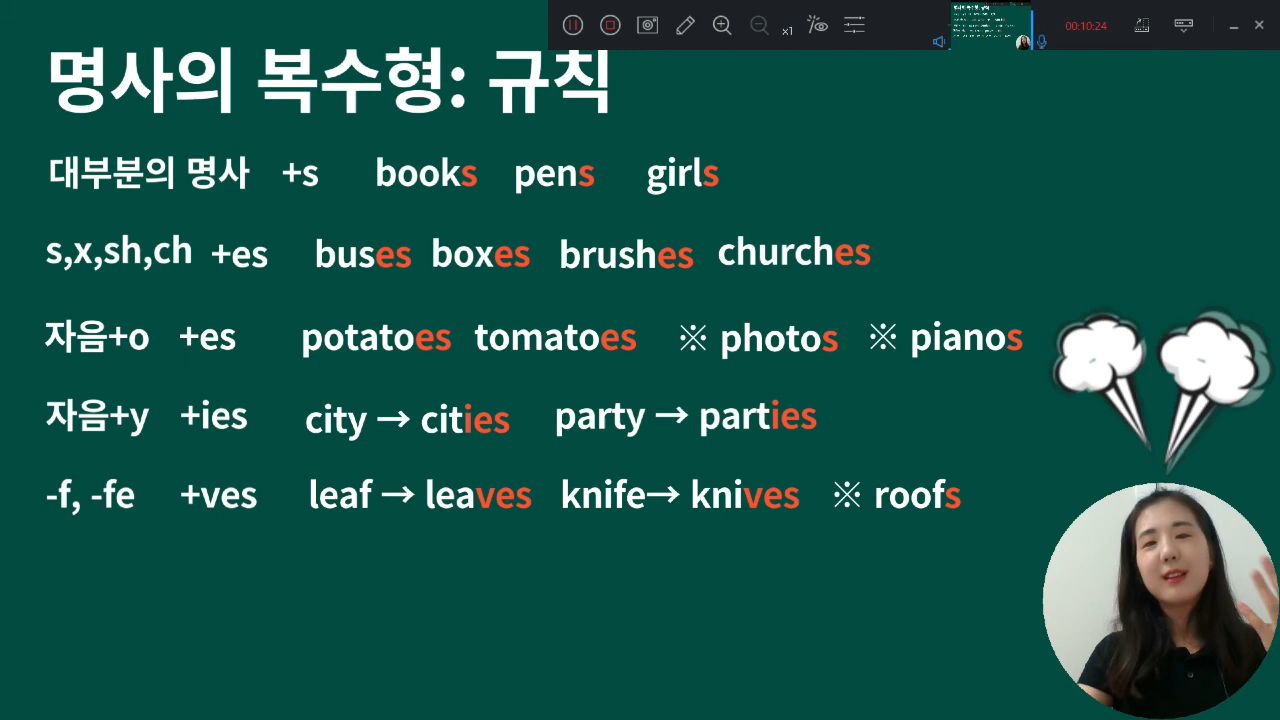 x1
00:10:24
명사의 복수형: 규칙
대부분의 명사 +s books pens girls
s,x,sh,ch +es buses boxes brushes churches
자음+o +es potatoes tomatoes ※ photos ※ pianos
자음+y +ies city → cities party → parties
-f, -fe +ves leaf → leaves knife→ knives ※ roofs